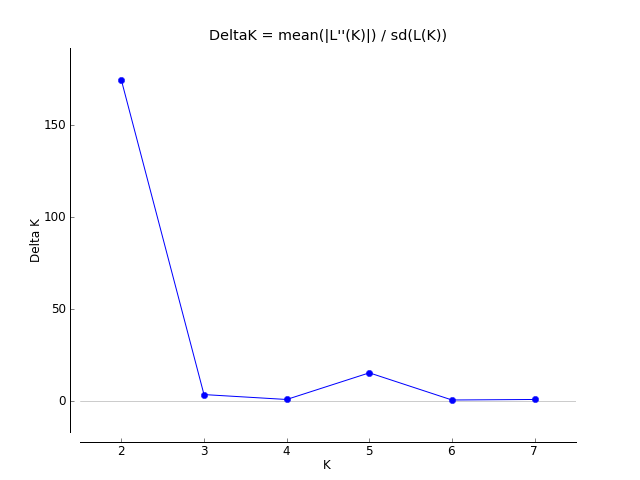 DeltaK = mean(|L''(K)|) / sd(L(K))
150
100
50
0
Delta K
2 3 4 5 6 7
K